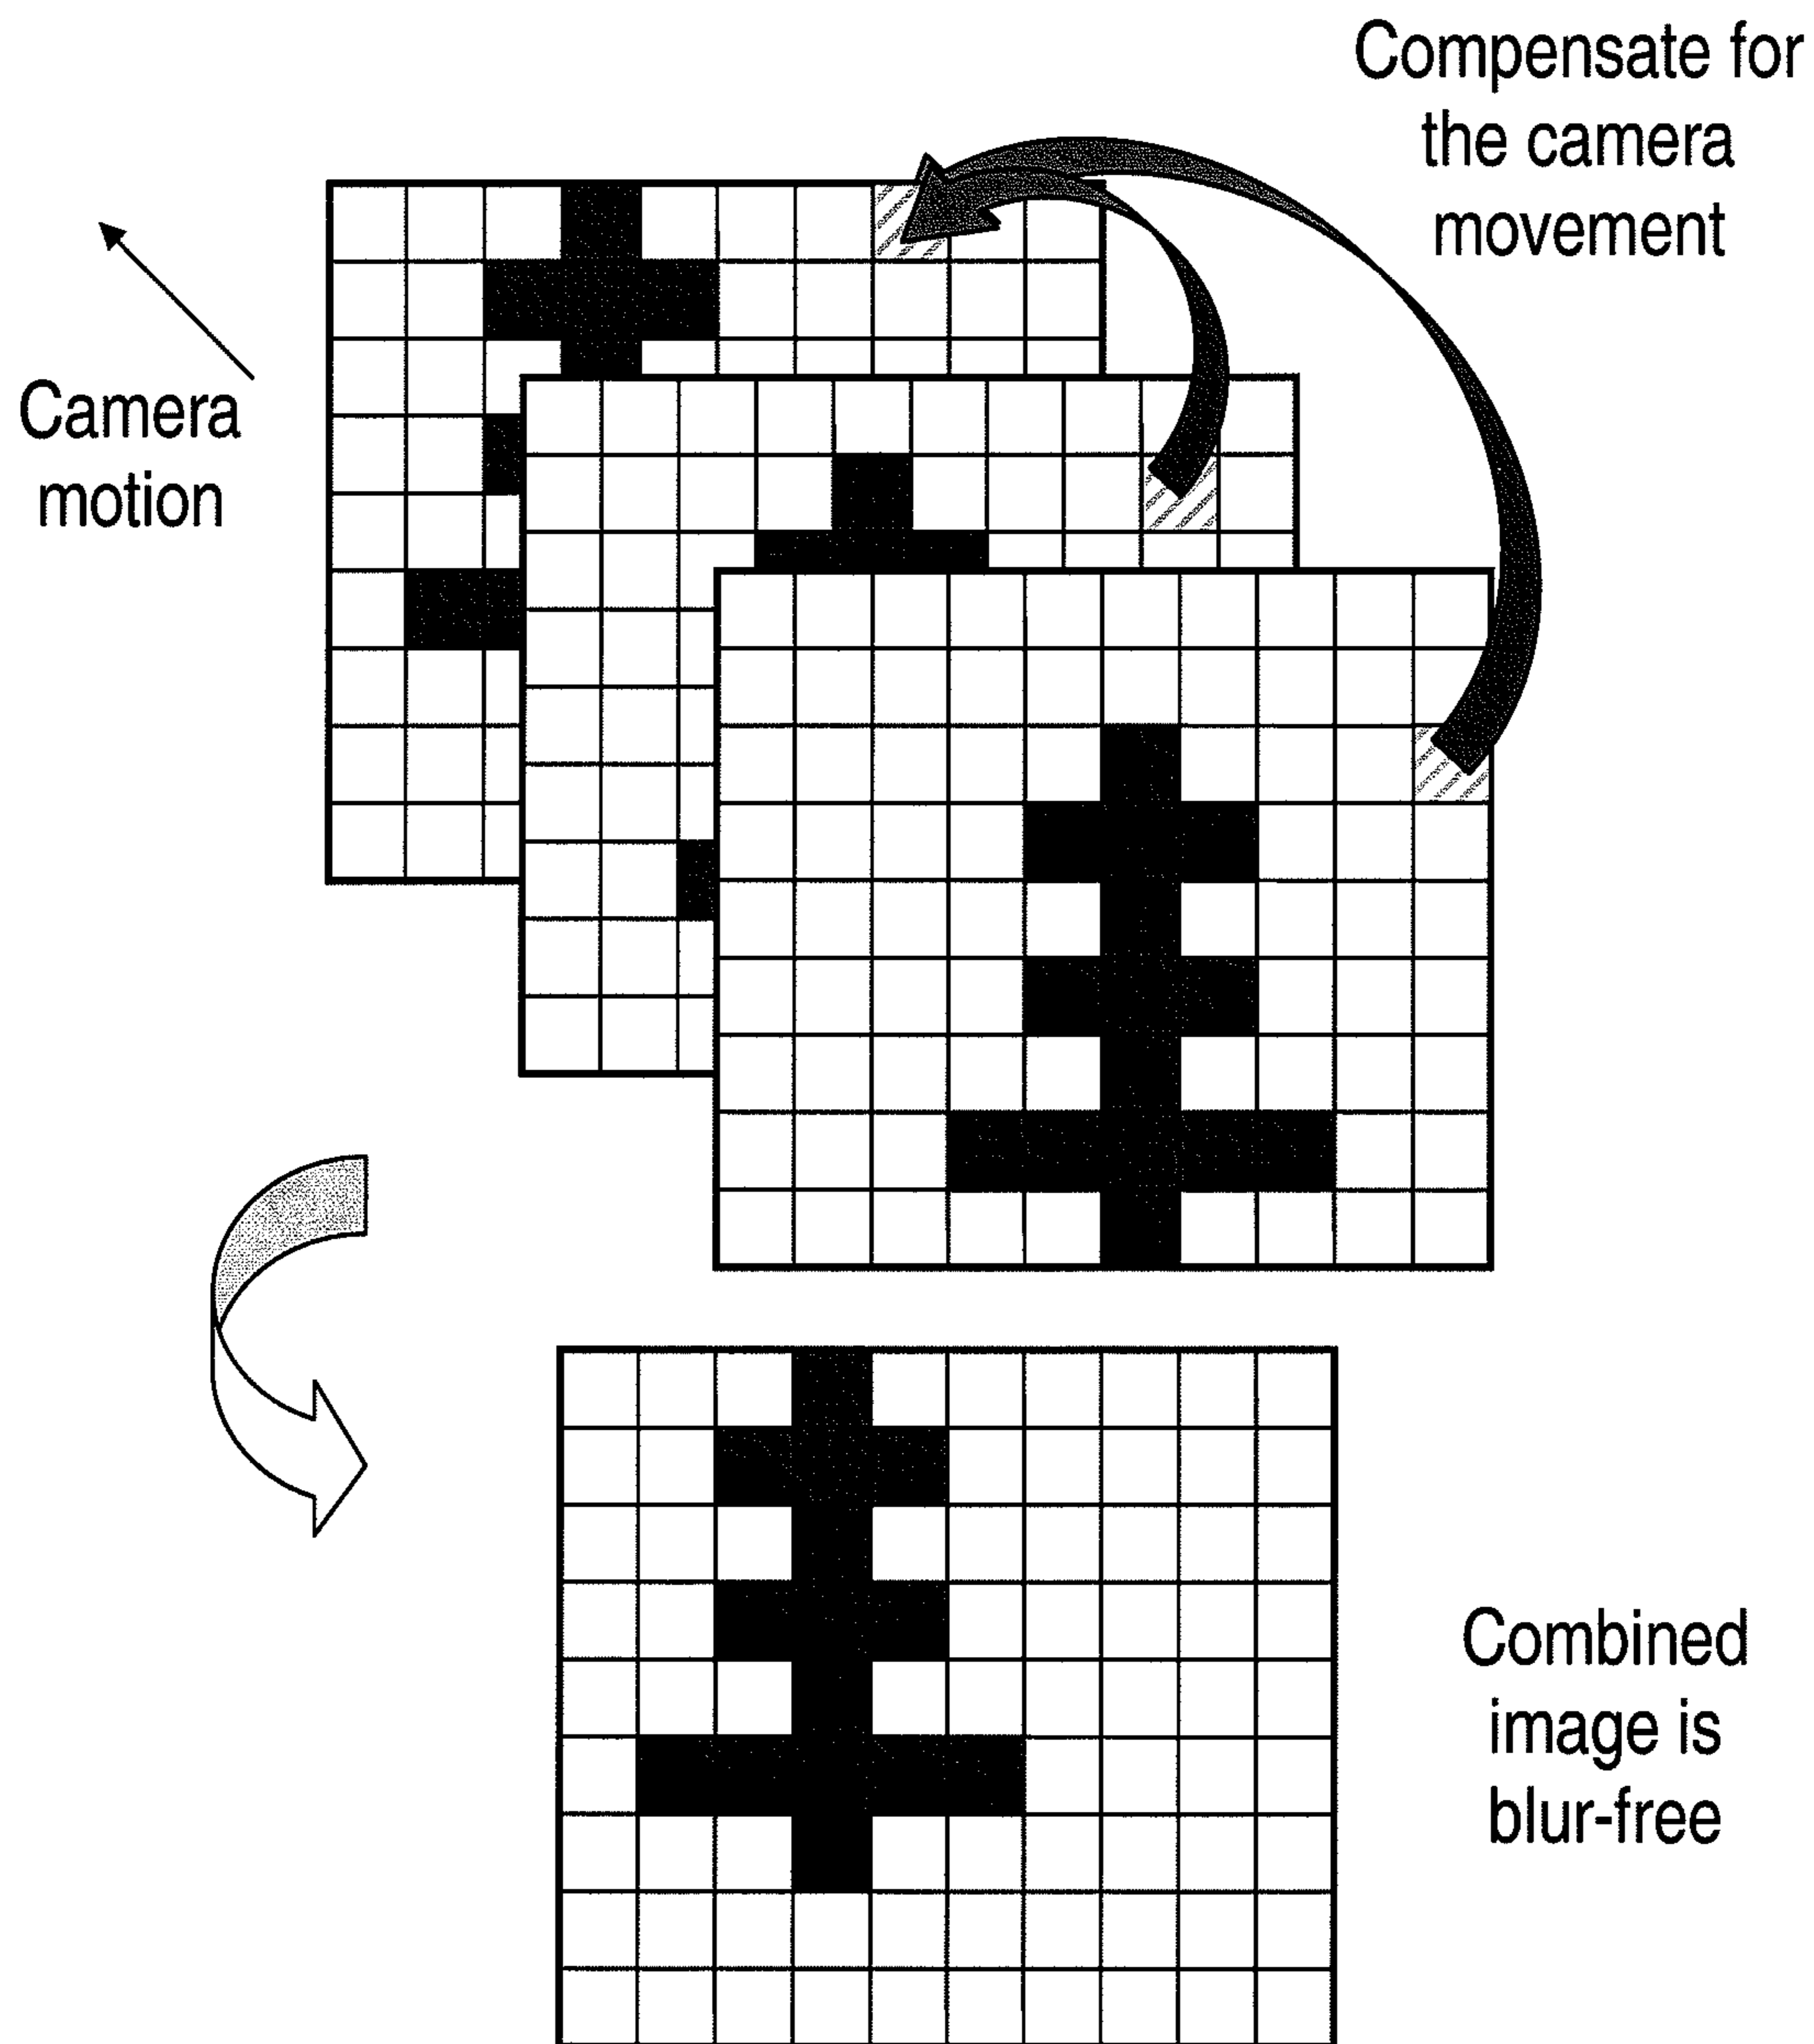 Compensate for
the camera
movement
Camera
motion
Combined
image is
blur-free